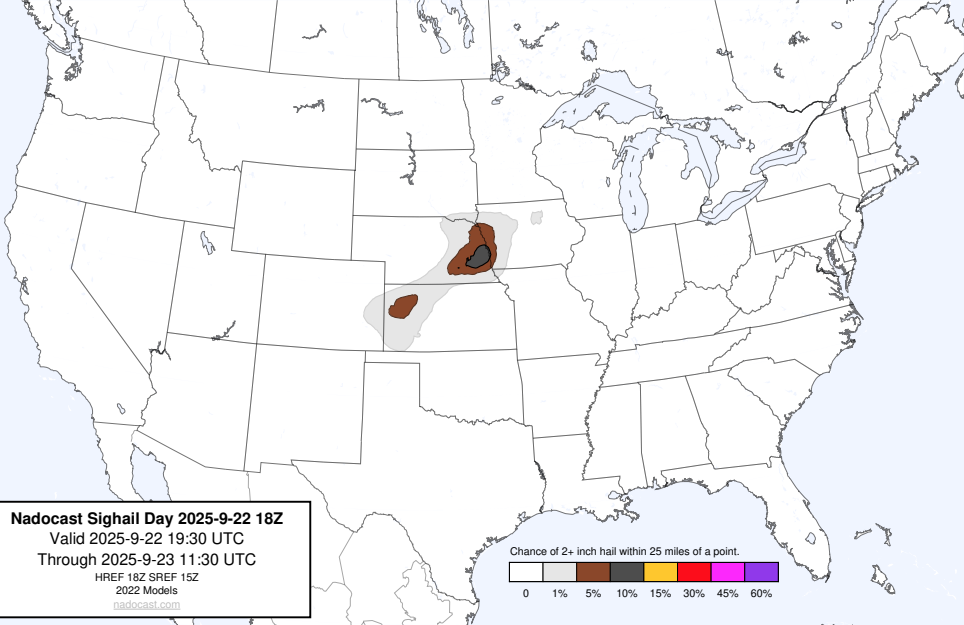 Nadocast Sighail Day 2025-9-22 18Z
Valid 2025-9-22 19:30 UTC
Through 2025-9-23 11:30 UTC
HREF 18Z SREF 15Z
2022 Models
nadocast.com
Chance of 2+ inch hail within 25 miles of a point.
0 1% 5% 10% 15% 30% 45% 60%